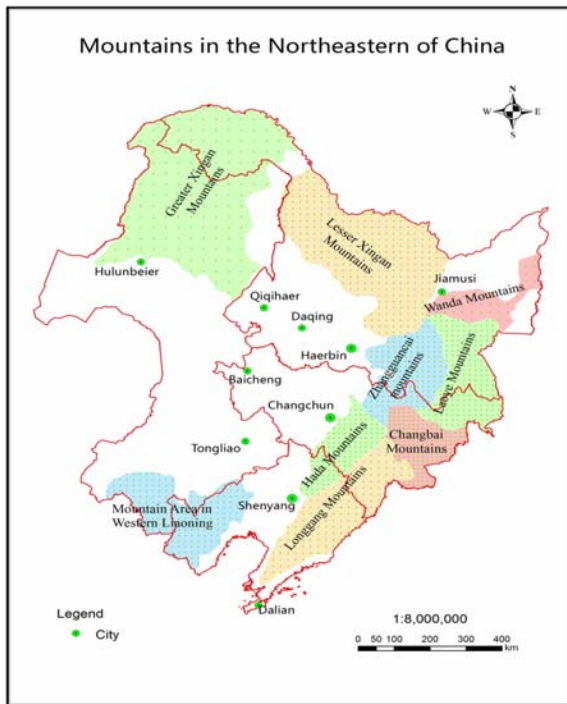 Mountains in the Northeastern of China
N
W E
S
Greater Xingan
Mountains
Lesser Xingan
Mountains
Hulunbeier
Jiamusi
Wanda Mountains
Qiqihaer
Daqing
Haerbin
Zhangguancai
mountains
Laoye Mountains
Baicheng
Changchun
Changbai
Mountains
Tongliao
Hada Mountains
Longgang Mountains
Mountain Area in
Western Liaoning
Shenyang
Dalian
Legend
City
1:8,000,000
0 50 100 200 300 400
km